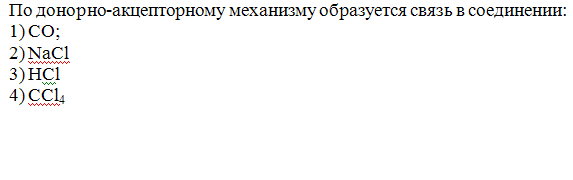 По донорно-акцепторному механизму образуется связь в соединении:
1) CO;
2) NaCl
3) HCl
4) CCl₄